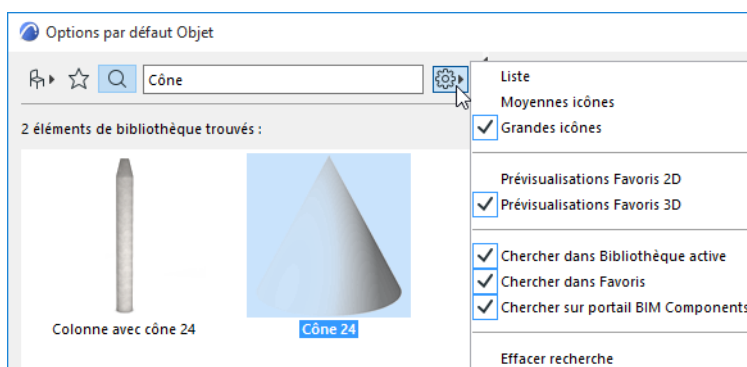 Options par défaut Objet
Cône
2 éléments de bibliothèque trouvés :
Colonne avec cône 24
Cône 24
Liste
Moyennes icônes
Grandes icônes
Prévisualisations Favoris 2D
Prévisualisations Favoris 3D
Chercher dans Bibliothèque active
Chercher dans Favoris
Chercher sur portail BIM Components
Effacer recherche